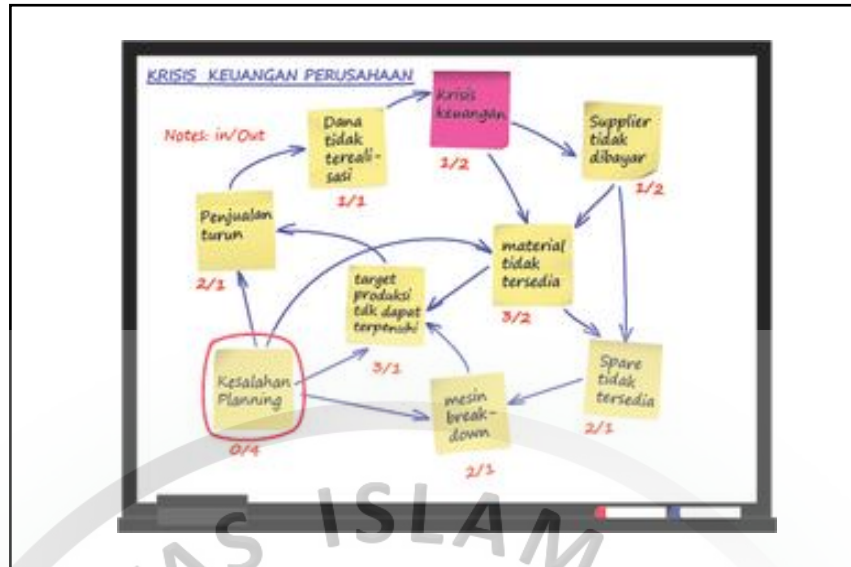 KRISIS KEUANGAN PERUSAHAAN
Notes: in/Out
Krisis
keuangan
1/2
Dana
tidak
tereali-
sasi
1/1
Supplier
tidak
dibayar
1/2
Penjualan
turun
2/1
material
tidak
tersedia
3/2
target
produksi
tdk dapat
terpenuhi
3/1
Kesalahan
Planning
0/4
mesin
break-
down
2/1
Spare
tidak
tersedia
2/1
AS ISLAM